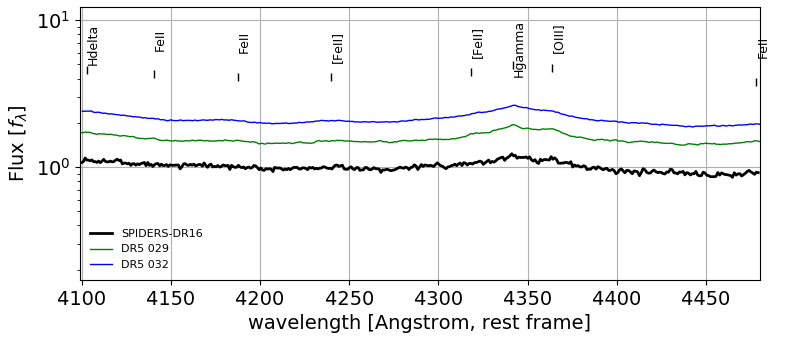 Hdelta
FeII
FeII
[FeII]
[FeII]
Hgamma
[OIII]
FeII
10¹
10⁰
Flux [fλ]
SPIDERS-DR16
DR5 029
DR5 032
4100 4150 4200 4250 4300 4350 4400 4450
wavelength [Angstrom, rest frame]